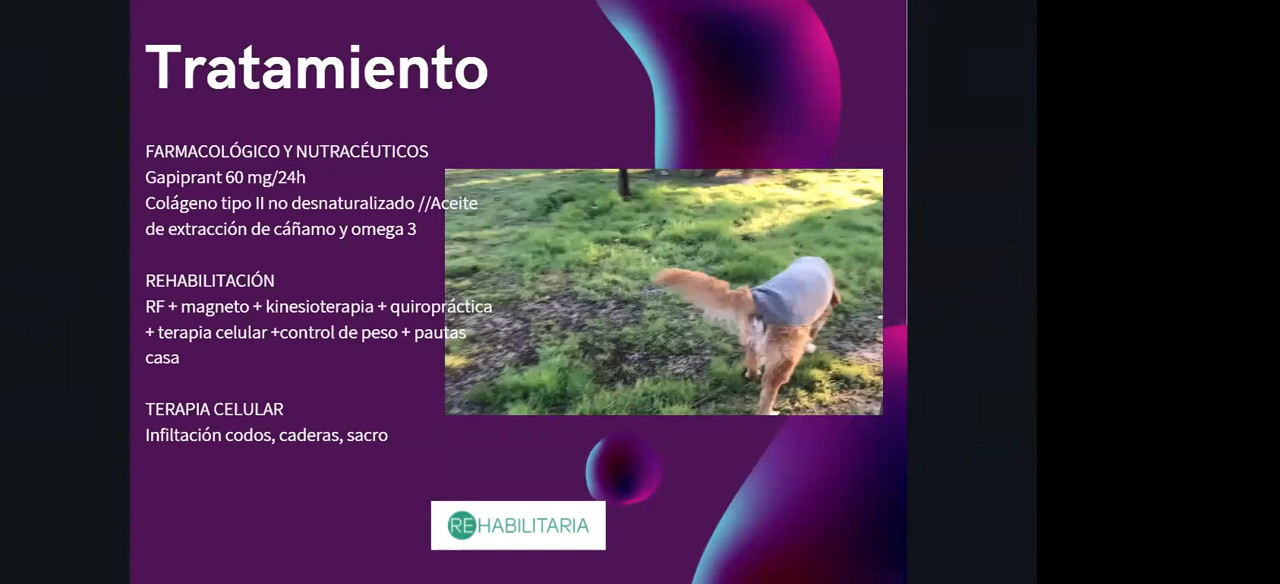 Tratamiento
FARMACOLÓGICO Y NUTRACÉUTICOS
Gapiprant 60 mg/24h
Colágeno tipo II no desnaturalizado //Aceite
de extracción de cáñamo y omega 3
REHABILITACIÓN
RF + magneto + kinesioterapia + quiropráctica
+ terapia celular +control de peso + pautas
casa
TERAPIA CELULAR
Infiltación codos, caderas, sacro
REHABILITARIA